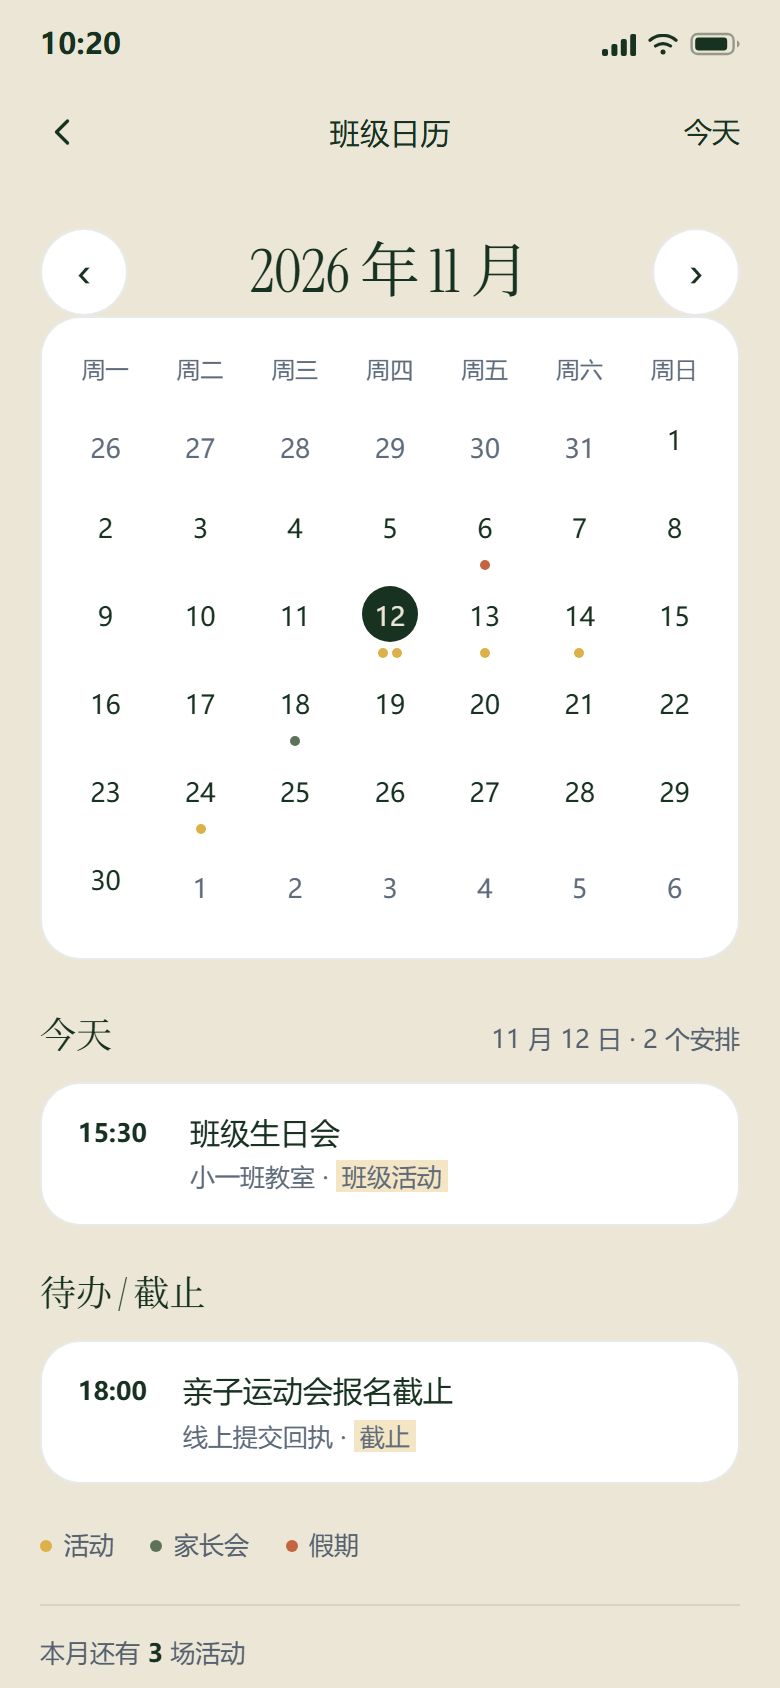 10:20
班级日历 今天
‹ 2026 年 11 月 ›
周一 周二 周三 周四 周五 周六 周日
26 27 28 29 30 31 1
2 3 4 5 6 7 8
9 10 11 12 13 14 15
16 17 18 19 20 21 22
23 24 25 26 27 28 29
30 1 2 3 4 5 6
今天 11 月 12 日 · 2 个安排
15:30 班级生日会
小一班教室 · 班级活动
待办 / 截止
18:00 亲子运动会报名截止
线上提交回执 · 截止
活动 家长会 假期
本月还有 3 场活动